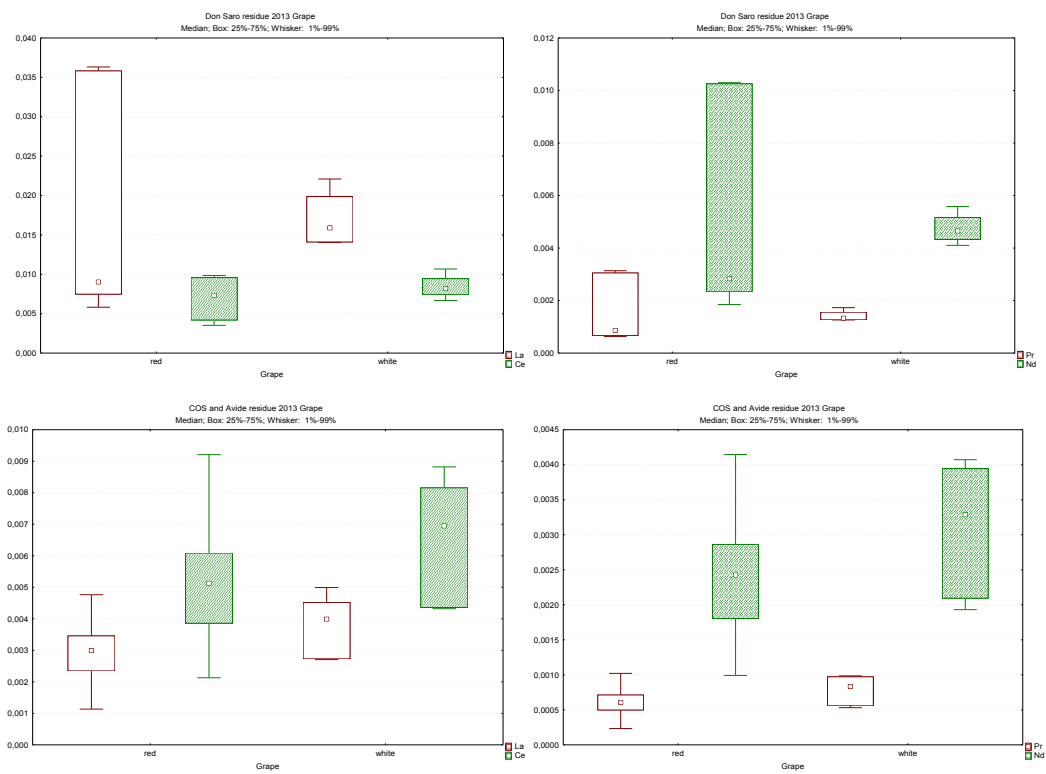 Don Saro residue 2013 Grape
Median; Box: 25%-75%; Whisker: 1%-99%
0,040
0,035
0,030
0,025
0,020
0,015
0,010
0,005
0,000
red
white
Grape
La
Ce
Don Saro residue 2013 Grape
Median; Box: 25%-75%; Whisker: 1%-99%
0,012
0,010
0,008
0,006
0,004
0,002
0,000
red
white
Grape
Pr
Nd
COS and Avide residue 2013 Grape
Median; Box: 25%-75%; Whisker: 1%-99%
0,010
0,009
0,008
0,007
0,006
0,005
0,004
0,003
0,002
0,001
0,000
red
white
Grape
La
Ce
COS and Avide residue 2013 Grape
Median; Box: 25%-75%; Whisker: 1%-99%
0,0045
0,0040
0,0035
0,0030
0,0025
0,0020
0,0015
0,0010
0,0005
0,0000
red
white
Grape
Pr
Nd